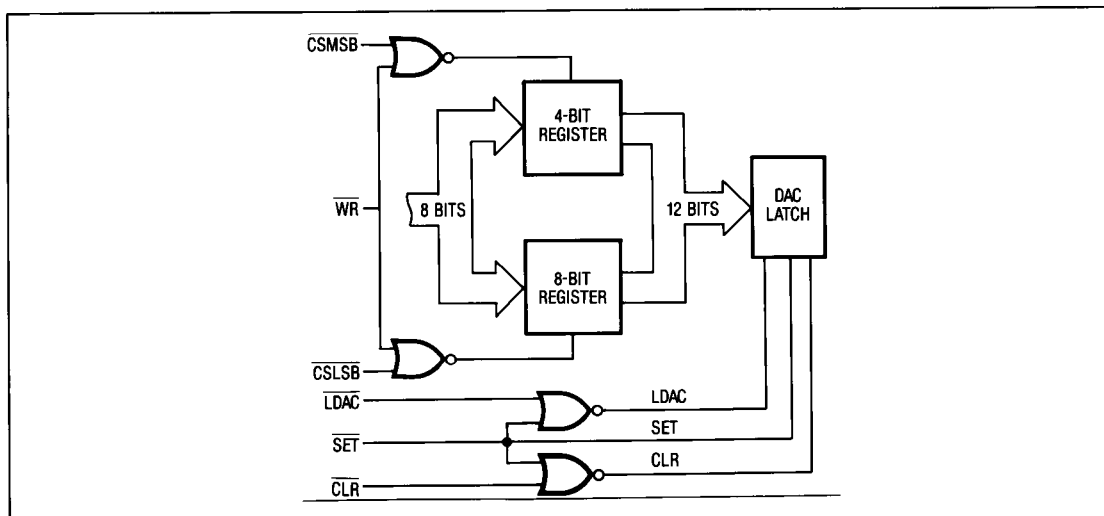 CSMSB
4-BIT
REGISTER
WR
8 BITS
12 BITS
DAC
LATCH
8-BIT
REGISTER
CSLSB
LDAC
LDAC
SET
SET
CLR
CLR